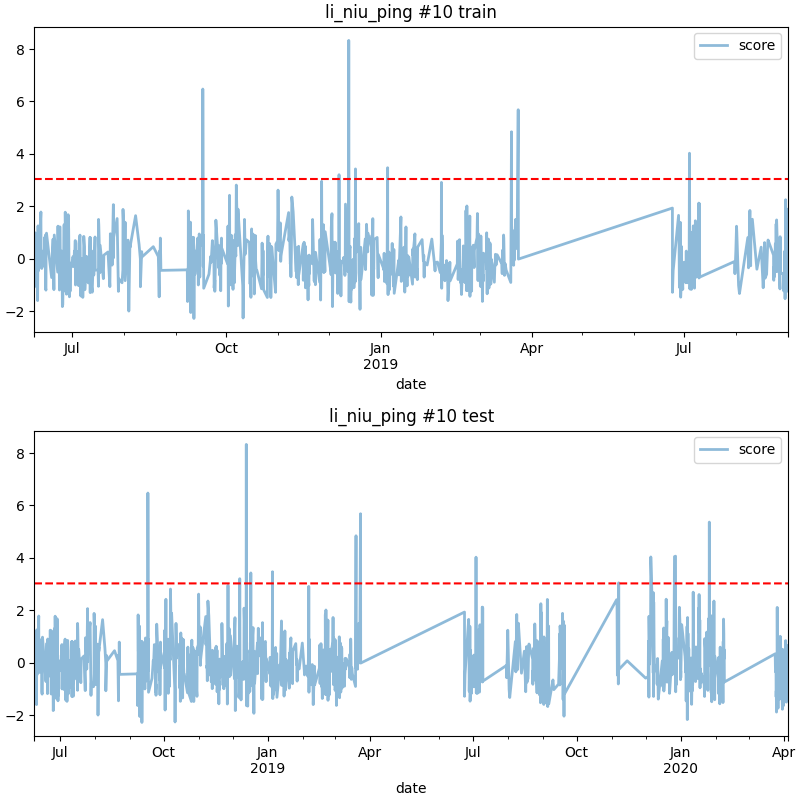 li_niu_ping #10 train
score
8
6
4
2
0
−2
Jul Oct Jan Apr Jul
2019
date
li_niu_ping #10 test
score
8
6
4
2
0
−2
Jul Oct Jan Apr Jul Oct Jan Apr
2019 2020
date